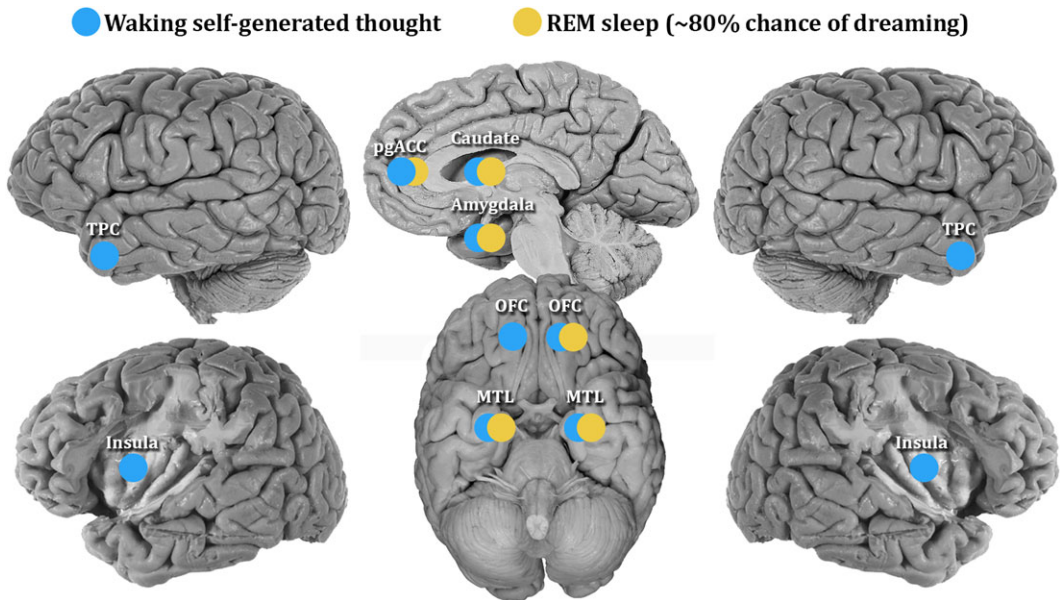 Waking self-generated thought
REM sleep (~80% chance of dreaming)
pgACC
Caudate
Amygdala
TPC
TPC
OFC
OFC
MTL
MTL
Insula
Insula